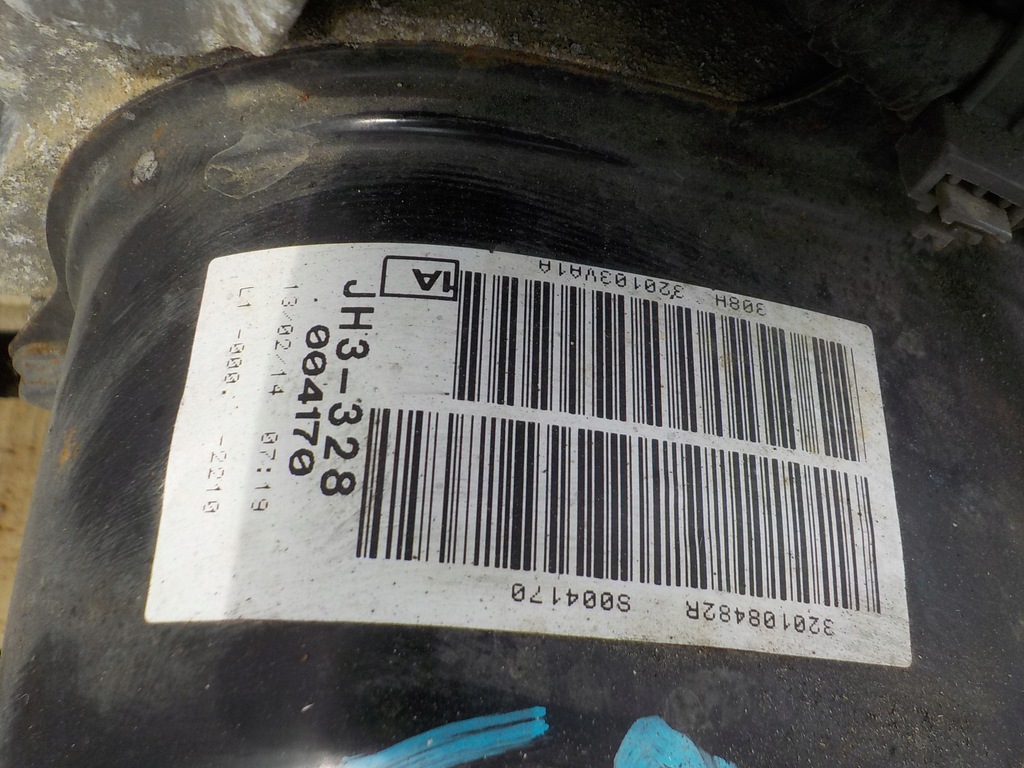 1A
JH3-328
004170
13/02/14 07:19
L1 -000. -2210
308H 320103VA1A
320108482R S004170